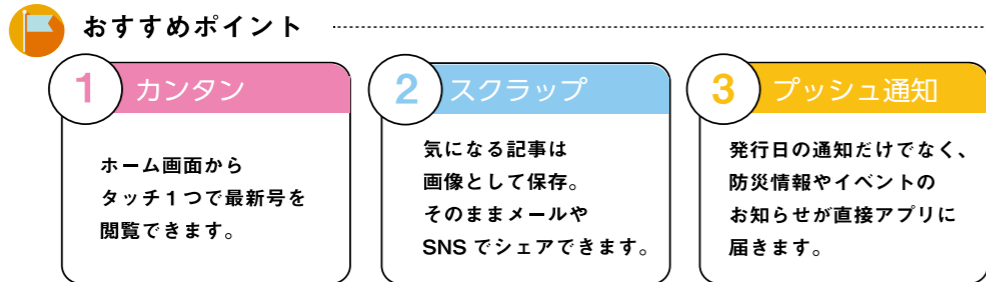 おすすめポイント
1 カンタン
ホーム画面から
タッチ1つで最新号を
閲覧できます。
2 スクラップ
気になる記事は
画像として保存。
そのままメールや
SNSでシェアできます。
3 プッシュ通知
発行日の通知だけでなく、
防災情報やイベントの
お知らせが直接アプリに
届きます。